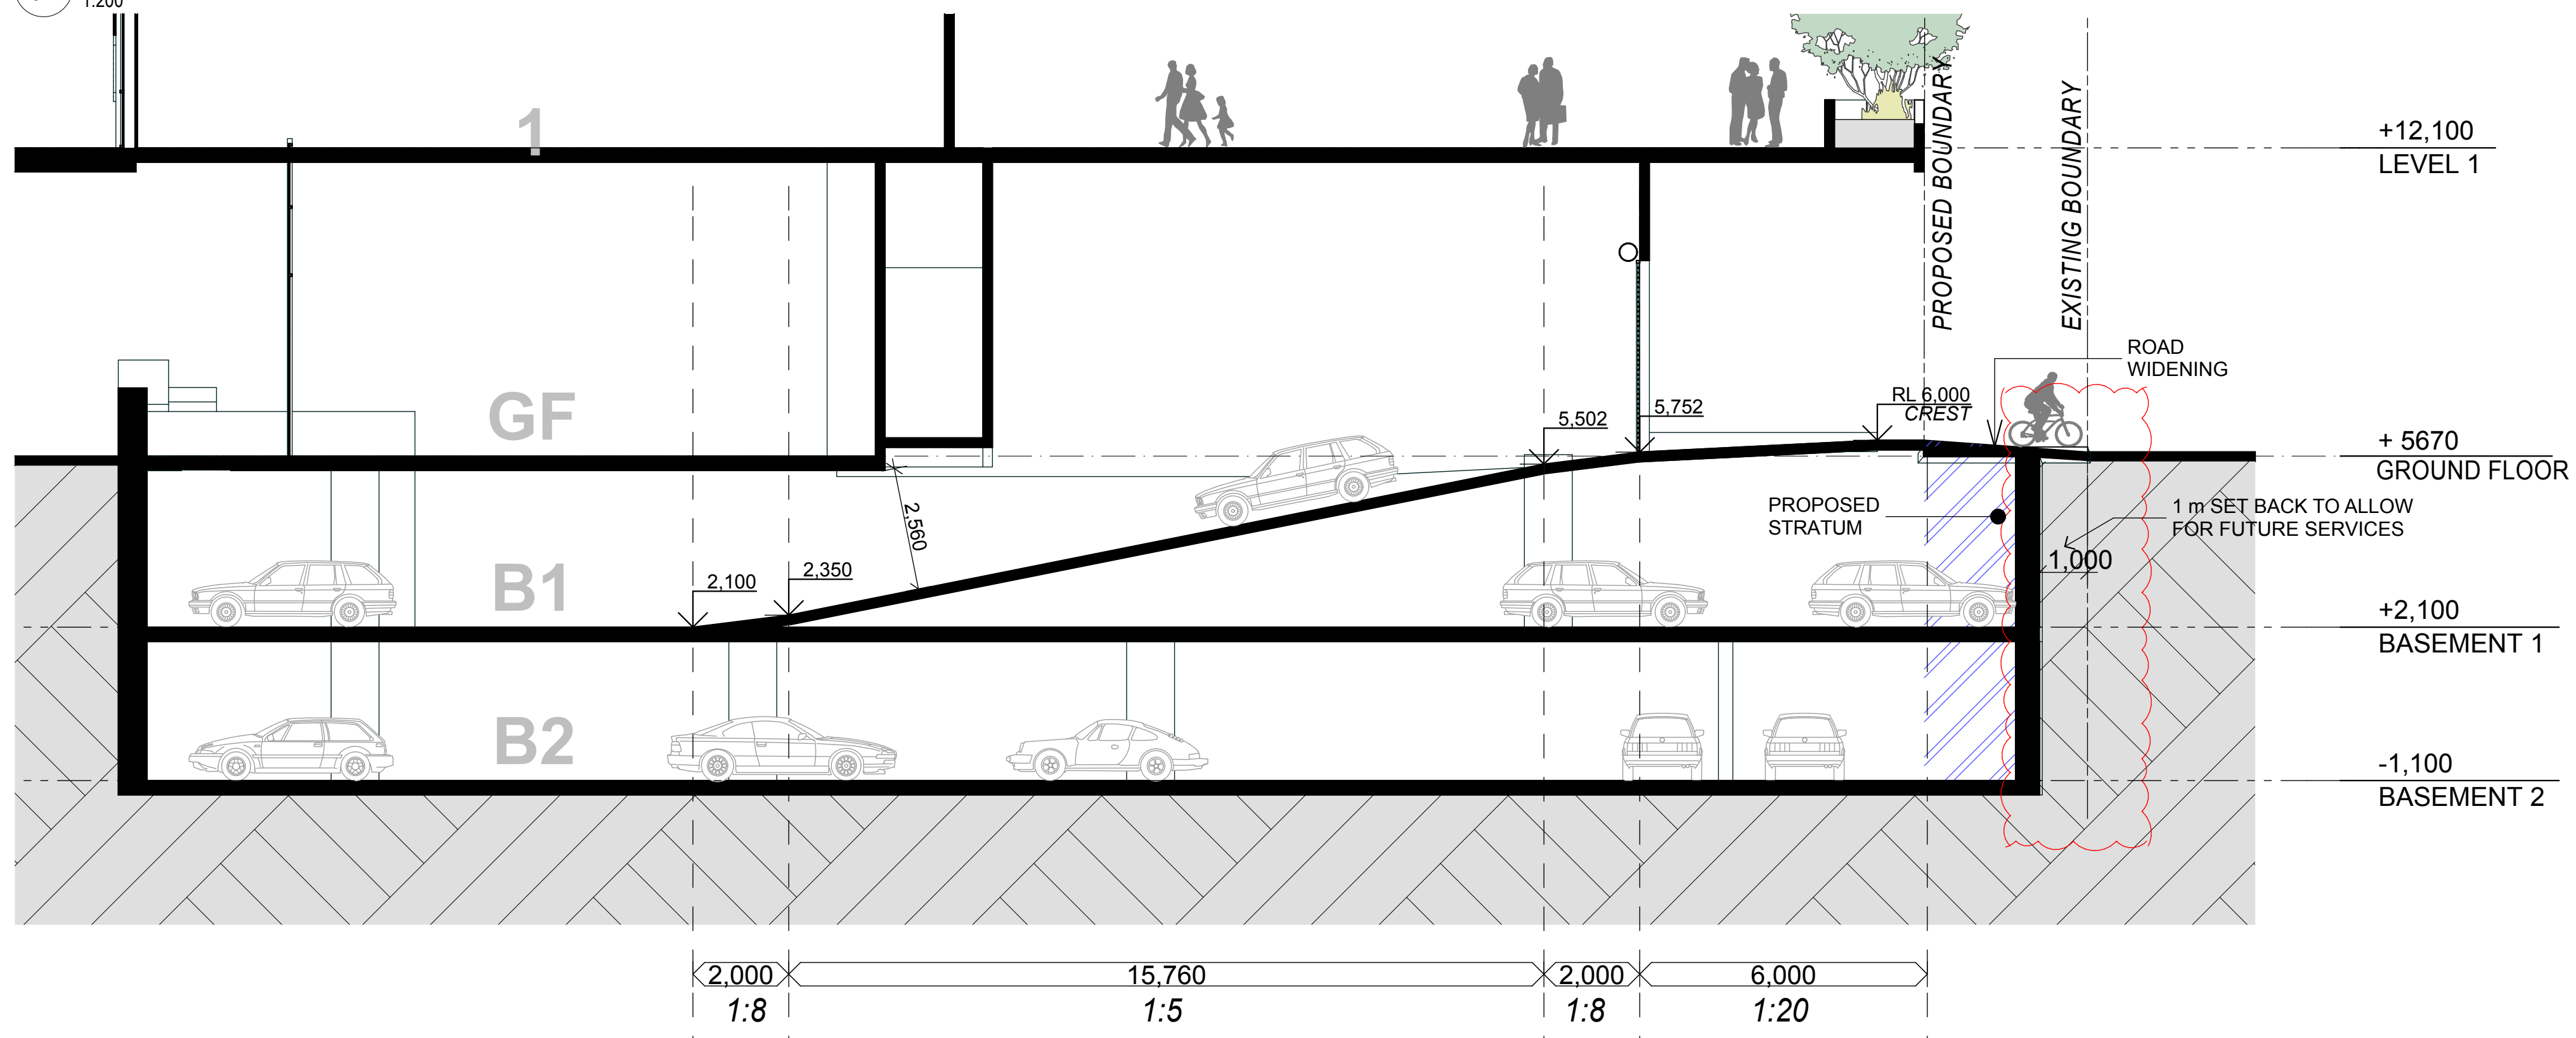 1:200
1
+12,100
LEVEL 1
PROPOSED BOUNDARY
EXISTING BOUNDARY
ROAD
WIDENING
GF
5,502
5,752
RL 6,000
CREST
+ 5670
GROUND FLOOR
2,560
PROPOSED
STRATUM
1 m SET BACK TO ALLOW
FOR FUTURE SERVICES
1,000
B1
2,100
2,350
+2,100
BASEMENT 1
B2
-1,100
BASEMENT 2
2,000
15,760
2,000
6,000
1:8
1:5
1:8
1:20